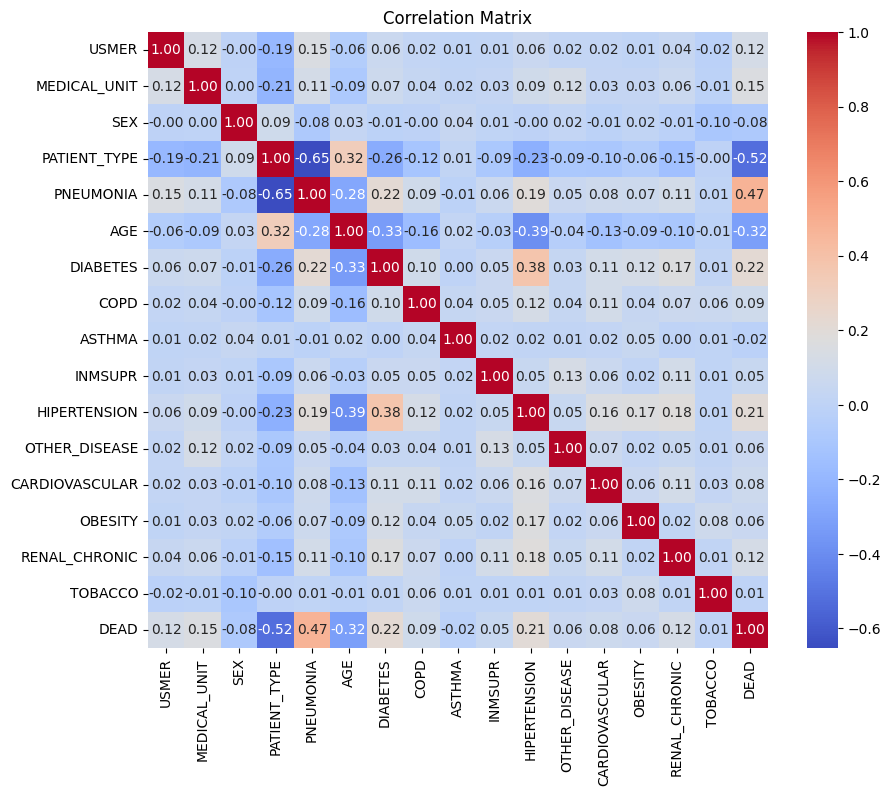 Correlation Matrix
USMER 1.00 0.12 -0.00 -0.19 0.15 -0.06 0.06 0.02 0.01 0.01 0.06 0.02 0.02 0.01 0.04 -0.02 0.12
MEDICAL_UNIT 0.12 1.00 0.00 -0.21 0.11 -0.09 0.07 0.04 0.02 0.03 0.09 0.12 0.03 0.03 0.06 -0.01 0.15
SEX -0.00 0.00 1.00 0.09 -0.08 0.03 -0.01 -0.00 0.04 0.01 -0.00 0.02 -0.01 0.02 -0.01 -0.10 -0.08
PATIENT_TYPE -0.19 -0.21 0.09 1.00 -0.65 0.32 -0.26 -0.12 0.01 -0.09 -0.23 -0.09 -0.10 -0.06 -0.15 -0.00 -0.52
PNEUMONIA 0.15 0.11 -0.08 -0.65 1.00 -0.28 0.22 0.09 -0.01 0.06 0.19 0.05 0.08 0.07 0.11 0.01 0.47
AGE -0.06 -0.09 0.03 0.32 -0.28 1.00 -0.33 -0.16 0.02 -0.03 -0.39 -0.04 -0.13 -0.09 -0.10 -0.01 -0.32
DIABETES 0.06 0.07 -0.01 -0.26 0.22 -0.33 1.00 0.10 0.00 0.05 0.38 0.03 0.11 0.12 0.17 0.01 0.22
COPD 0.02 0.04 -0.00 -0.12 0.09 -0.16 0.10 1.00 0.04 0.05 0.12 0.04 0.11 0.04 0.07 0.06 0.09
ASTHMA 0.01 0.02 0.04 0.01 -0.01 0.02 0.00 0.04 1.00 0.02 0.02 0.01 0.02 0.05 0.00 0.01 -0.02
INMSUPR 0.01 0.03 0.01 -0.09 0.06 -0.03 0.05 0.05 0.02 1.00 0.05 0.13 0.06 0.02 0.11 0.01 0.05
HIPERTENSION 0.06 0.09 -0.00 -0.23 0.19 -0.39 0.38 0.12 0.02 0.05 1.00 0.05 0.16 0.17 0.18 0.01 0.21
OTHER_DISEASE 0.02 0.12 0.02 -0.09 0.05 -0.04 0.03 0.04 0.01 0.13 0.05 1.00 0.07 0.02 0.05 0.01 0.06
CARDIOVASCULAR 0.02 0.03 -0.01 -0.10 0.08 -0.13 0.11 0.11 0.02 0.06 0.16 0.07 1.00 0.06 0.11 0.03 0.08
OBESITY 0.01 0.03 0.02 -0.06 0.07 -0.09 0.12 0.04 0.05 0.02 0.17 0.02 0.06 1.00 0.02 0.08 0.06
RENAL_CHRONIC 0.04 0.06 -0.01 -0.15 0.11 -0.10 0.17 0.07 0.00 0.11 0.18 0.05 0.11 0.02 1.00 0.01 0.12
TOBACCO -0.02 -0.01 -0.10 -0.00 0.01 -0.01 0.01 0.06 0.01 0.01 0.01 0.01 0.03 0.08 0.01 1.00 0.01
DEAD 0.12 0.15 -0.08 -0.52 0.47 -0.32 0.22 0.09 -0.02 0.05 0.21 0.06 0.08 0.06 0.12 0.01 1.00
USMER
MEDICAL_UNIT
SEX
PATIENT_TYPE
PNEUMONIA
AGE
DIABETES
COPD
ASTHMA
INMSUPR
HIPERTENSION
OTHER_DISEASE
CARDIOVASCULAR
OBESITY
RENAL_CHRONIC
TOBACCO
DEAD
1.0
0.8
0.6
0.4
0.2
0.0
−0.2
−0.4
−0.6